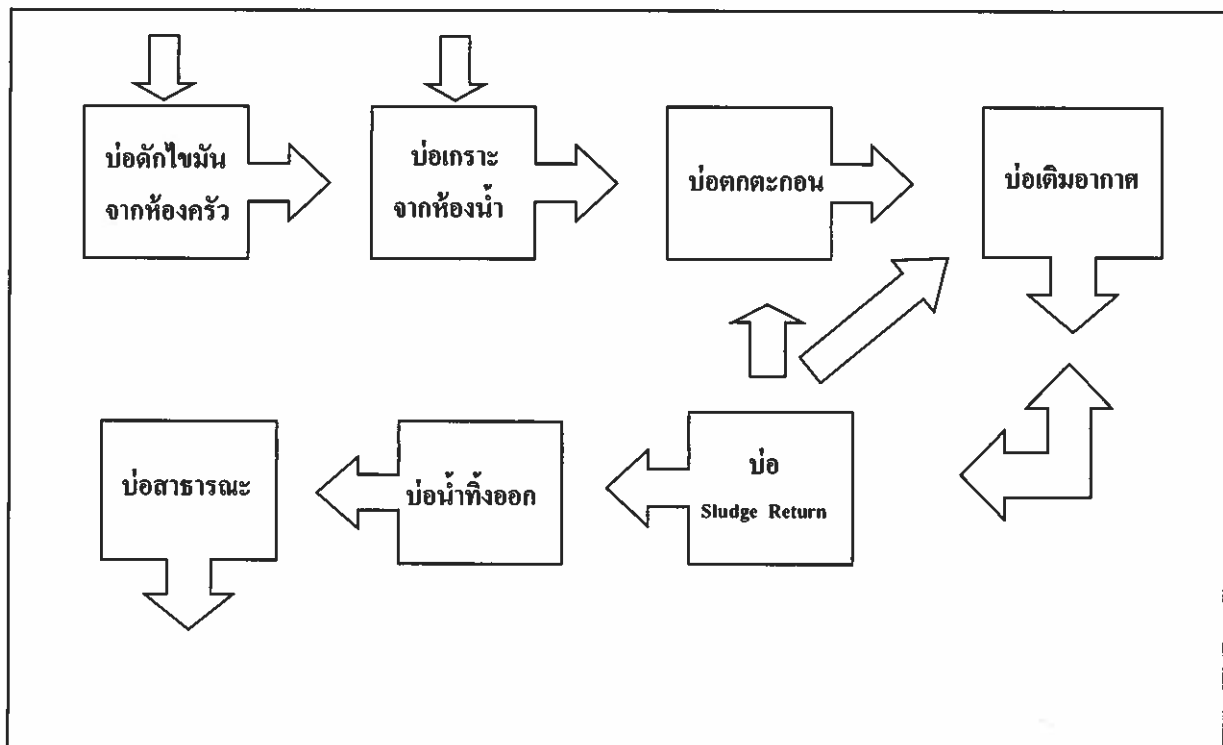 บ่อดักไขมัน
จากห้องครัว
บ่อเกราะ
จากห้องน้ำ
บ่อตกตะกอน
บ่อเติมอากาศ
บ่อสาธารณะ
บ่อน้ำทิ้งออก
บ่อ
Sludge Return